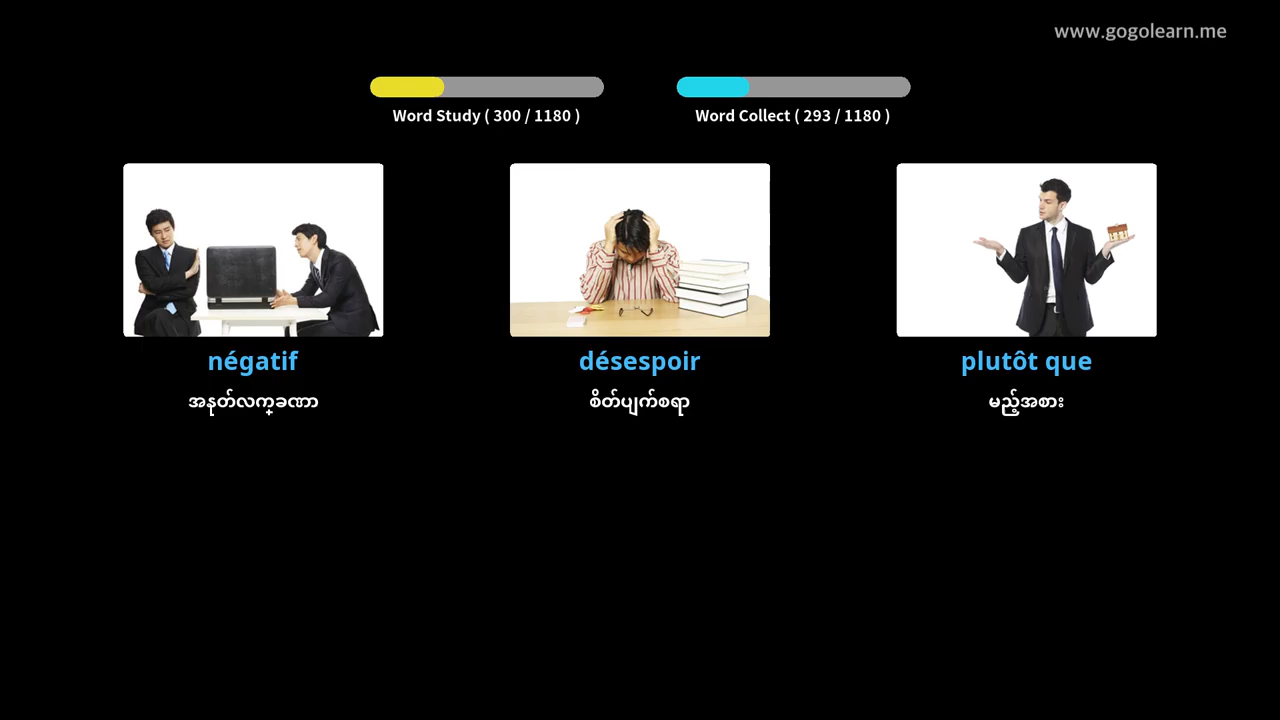 www.gogolearn.me
Word Study ( 300 / 1180 )
Word Collect ( 293 / 1180 )
négatif
désespoir
plutôt que
အနုတ်လက္ခဏာ
စိတ်ပျက်စရာ
မည့်အစား